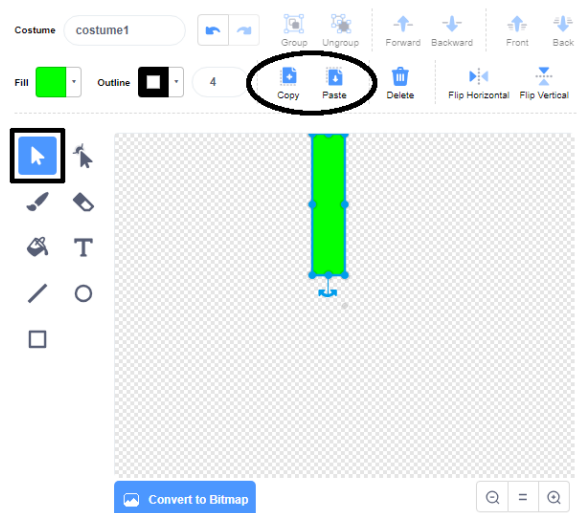 Costume costume1
Group Ungroup Forward Backward Front Back
Fill Outline 4
Copy Paste Delete Flip Horizontal Flip Vertical
T
Convert to Bitmap